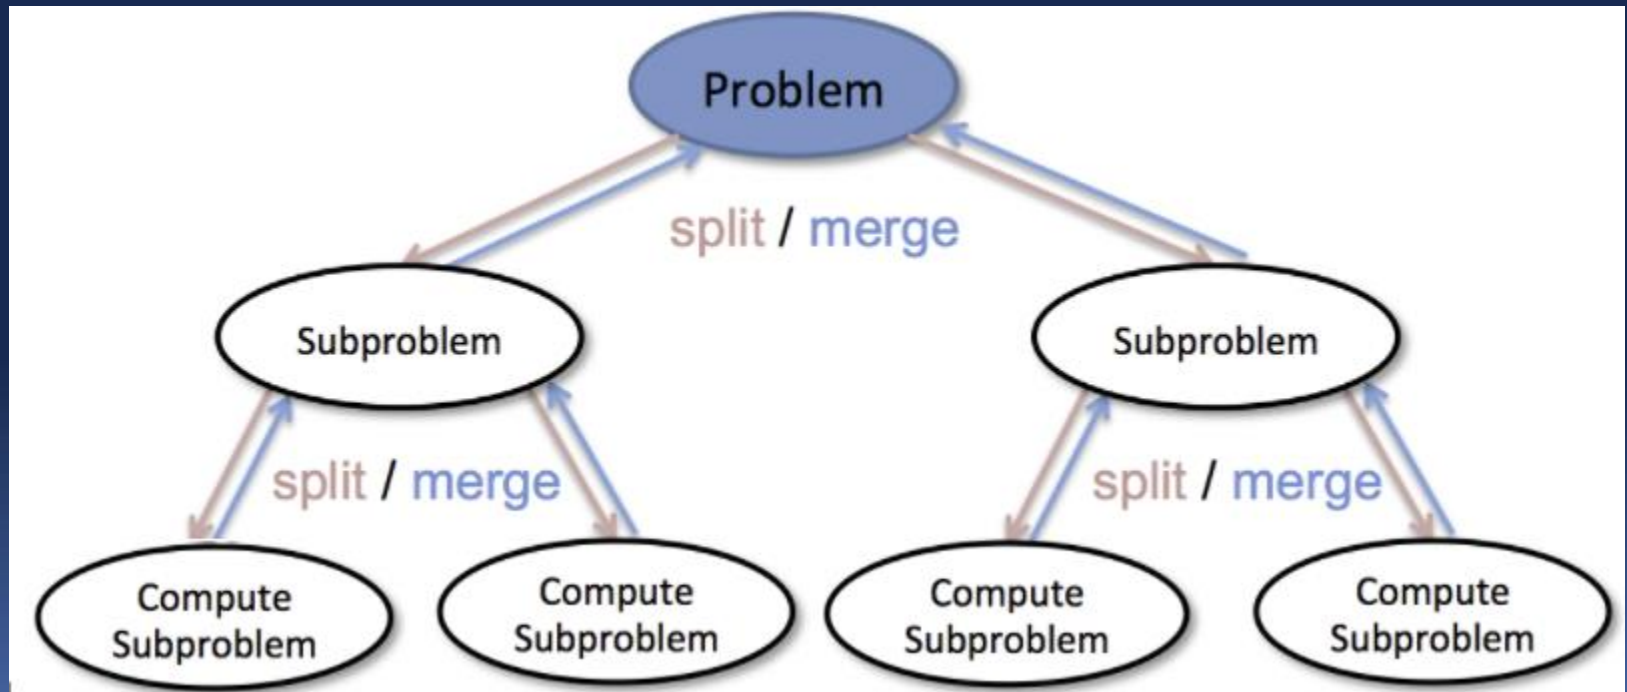 Problem
split / merge
Subproblem
Subproblem
split / merge
split / merge
Compute
Subproblem
Compute
Subproblem
Compute
Subproblem
Compute
Subproblem